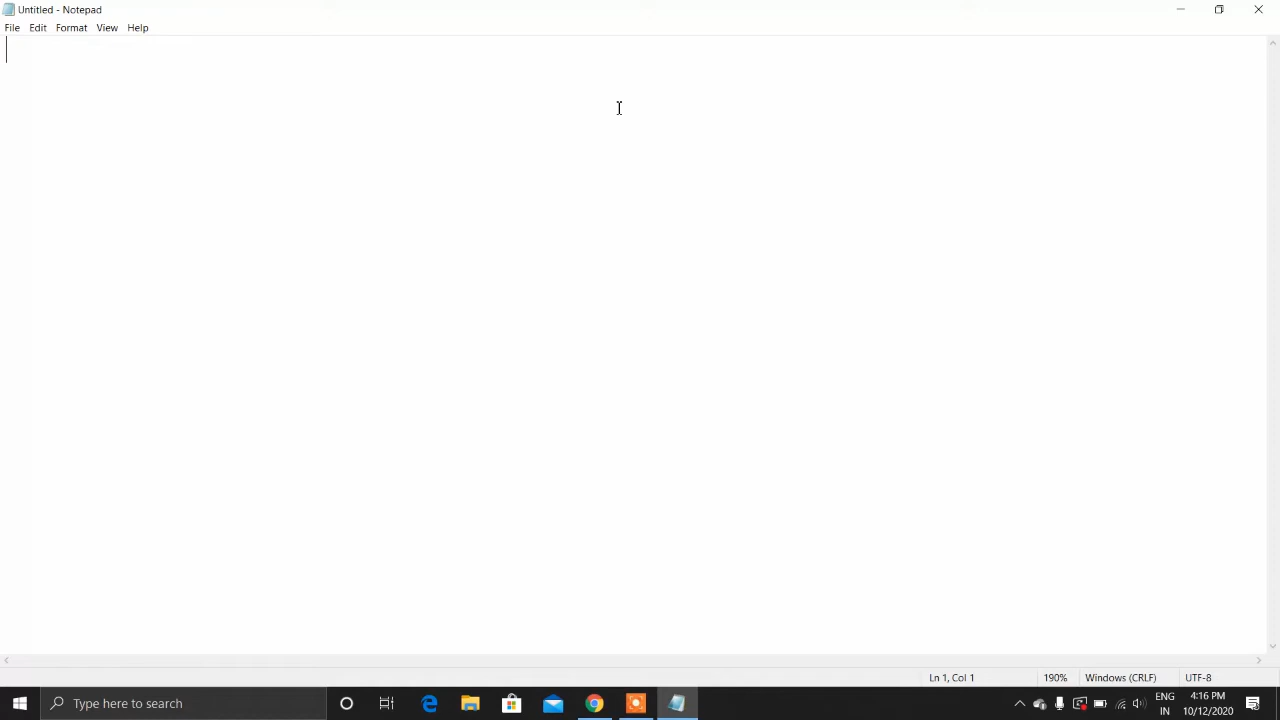 Untitled - Notepad
File Edit Format View Help
Ln 1, Col 1 190% Windows (CRLF) UTF-8
Type here to search
ENG
IN
4:16 PM
10/12/2020